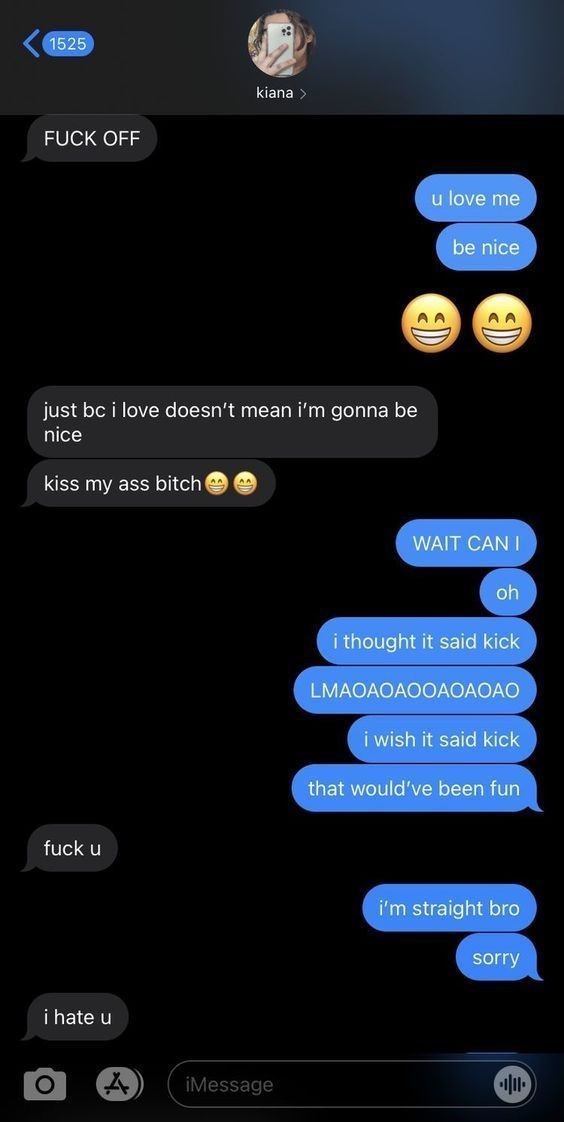 1525
kiana
FUCK OFF
u love me
be nice
😁😁
just bc i love doesn't mean i'm gonna be
nice
kiss my ass bitch😁😁
WAIT CAN I
oh
i thought it said kick
LMAOAOAOOAOAOAO
i wish it said kick
that would've been fun
fuck u
i'm straight bro
sorry
i hate u
iMessage